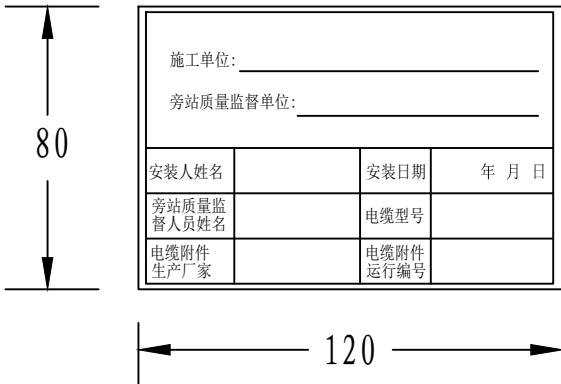 施工单位:
旁站质量监督单位:
80
安装人姓名 安装日期 年 月 日
旁站质量监
督人员姓名
电缆型号
电缆附件
生产厂家
电缆附件
运行编号
120